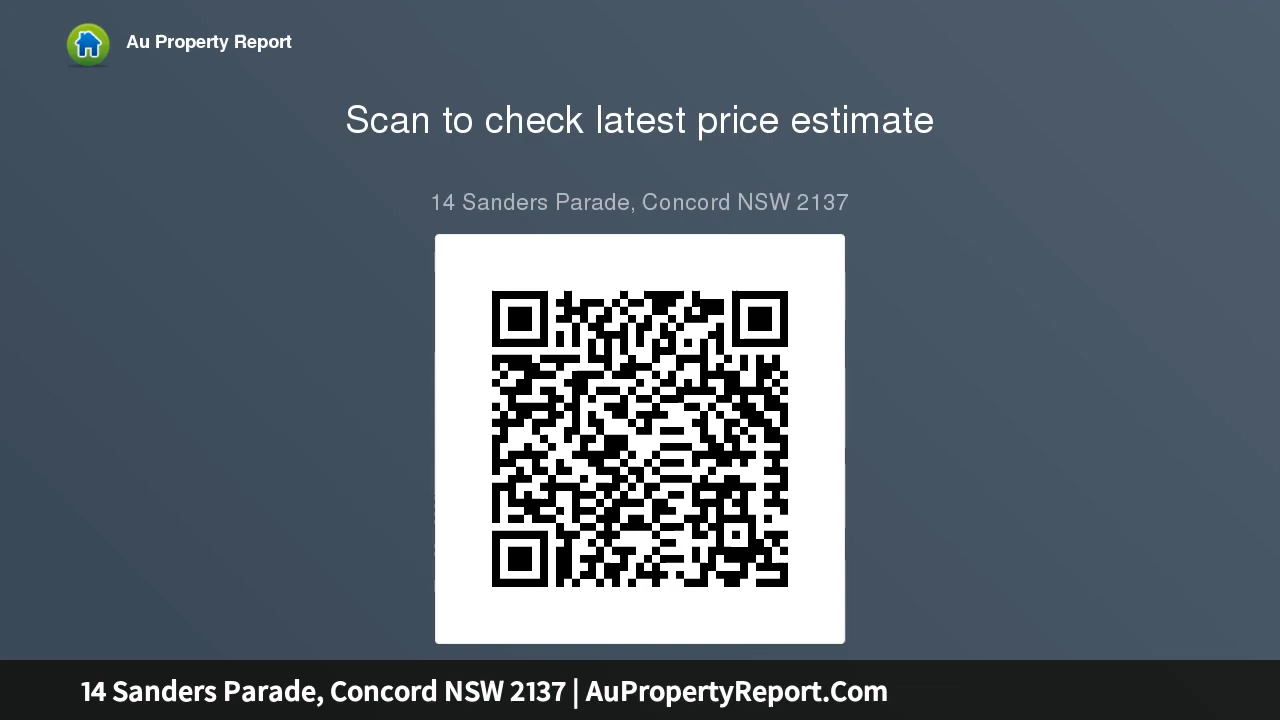 Au Property Report
Scan to check latest price estimate
14 Sanders Parade, Concord NSW 2137
14 Sanders Parade, Concord NSW 2137 | AuPropertyReport.Com